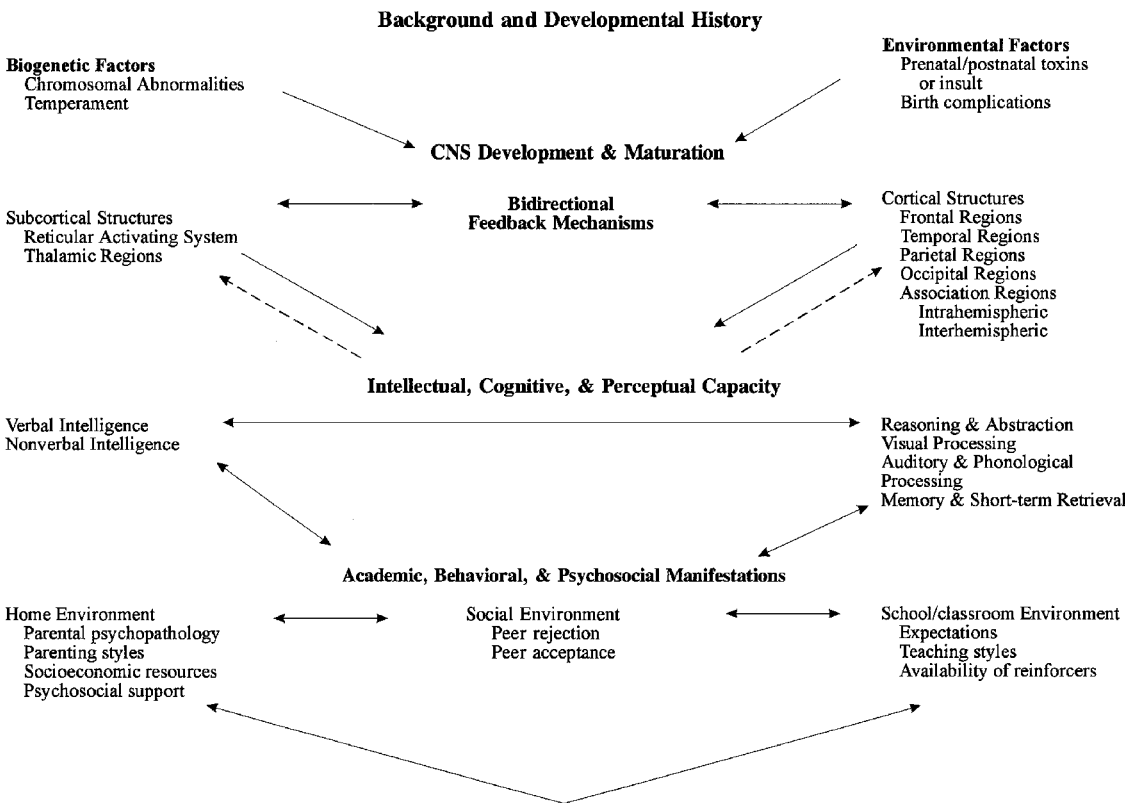 Background and Developmental History
Biogenetic Factors
Chromosomal Abnormalities
Temperament
Environmental Factors
Prenatal/postnatal toxins
or insult
Birth complications
CNS Development & Maturation
Subcortical Structures
Reticular Activating System
Thalamic Regions
Bidirectional
Feedback Mechanisms
Cortical Structures
Frontal Regions
Temporal Regions
Parietal Regions
Occipital Regions
Association Regions
Intrahemispheric
Interhemispheric
Intellectual, Cognitive, & Perceptual Capacity
Verbal Intelligence
Nonverbal Intelligence
Reasoning & Abstraction
Visual Processing
Auditory & Phonological
Processing
Memory & Short-term Retrieval
Academic, Behavioral, & Psychosocial Manifestations
Home Environment
Parental psychopathology
Parenting styles
Socioeconomic resources
Psychosocial support
Social Environment
Peer rejection
Peer acceptance
School/classroom Environment
Expectations
Teaching styles
Availability of reinforcers